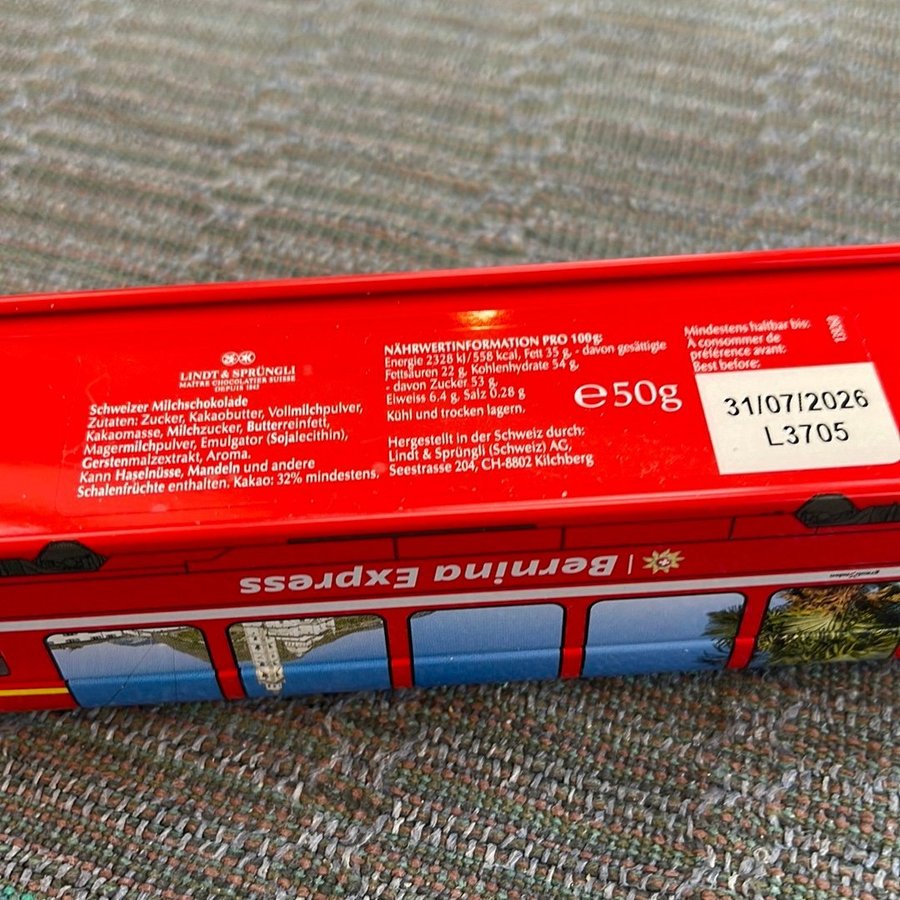 LINDT & SPRÜNGLI
MAÎTRE CHOCOLATIER SUISSE
DEPUIS 1845
Schweizer Milchschokolade
Zutaten: Zucker, Kakaobutter, Vollmilchpulver,
Kakaomasse, Milchzucker, Butterreinfett,
Magermilchpulver, Emulgator (Sojalecithin),
Gerstenmalzextrakt, Aroma.
Kann Haselnüsse, Mandeln und andere
Schalenfrüchte enthalten. Kakao: 32% mindestens.
NÄHRWERTINFORMATION PRO 100g:
Energie 2328 kJ/558 kcal, Fett 35 g, - davon gesättigte
Fettsäuren 22 g, Kohlenhydrate 54 g,
- davon Zucker 53 g,
Eiweiss 6.4 g, Salz 0.28 g
Kühl und trocken lagern.
Hergestellt in der Schweiz durch:
Lindt & Sprüngli (Schweiz) AG,
Seestrasse 204, CH-8802 Kilchberg
℮50g
Mindestens haltbar bis:
À consommer de
préférence avant:
Best before:
31/07/2026
L3705
Bernina Express